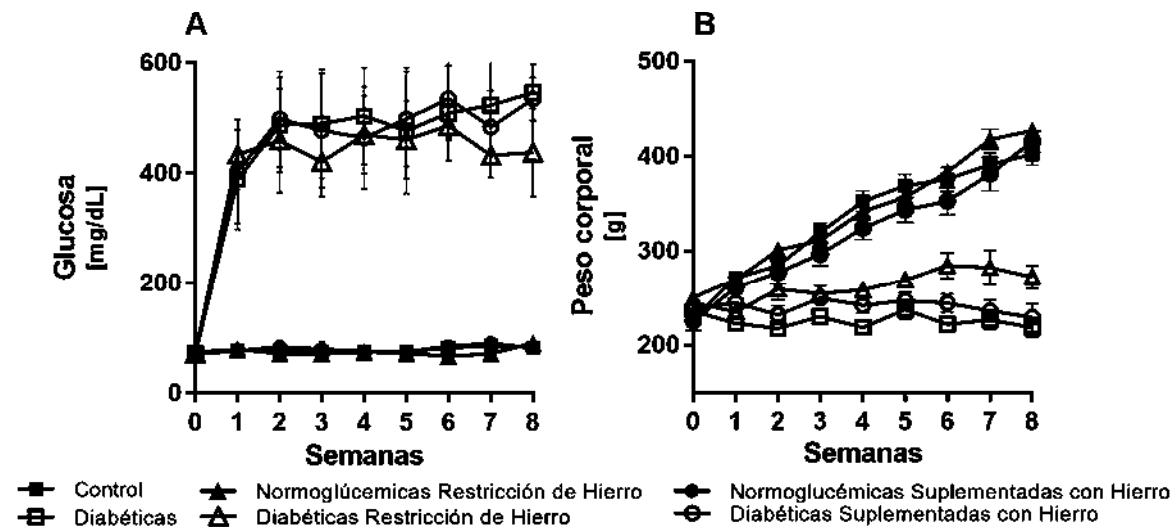 A
B
600
400
200
0
Glucosa
[mg/dL]
0 1 2 3 4 5 6 7 8
Semanas
500
400
300
200
Peso corporal
[g]
0 1 2 3 4 5 6 7 8
Semanas
Control
Normoglúcemicas Restricción de Hierro
Normoglucémicas Suplementadas con Hierro
Diabéticas
Diabéticas Restricción de Hierro
Diabéticas Suplementadas con Hierro